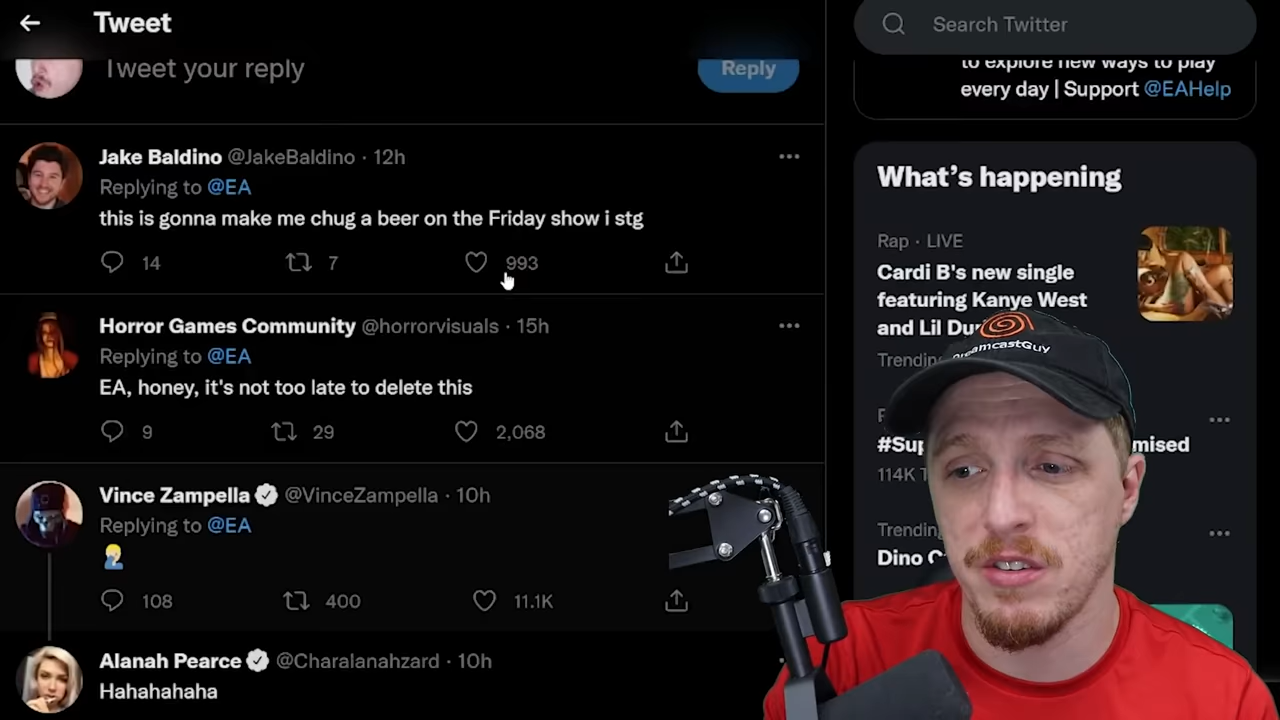 Tweet
Search Twitter
Tweet your reply
Reply
to explore new ways to play
every day | Support @EAHelp
Jake Baldino @JakeBaldino · 12h
Replying to @EA
this is gonna make me chug a beer on the Friday show i stg
14 7 993
Horror Games Community @horrorvisuals · 15h
Replying to @EA
EA, honey, it's not too late to delete this
9 29 2,068
Vince Zampella @VinceZampella · 10h
Replying to @EA
🤦🏼‍♂️
108 400 11.1K
Alanah Pearce @Charalanahzard · 10h
Hahahahaha
What's happening
Rap · LIVE
Cardi B's new single
featuring Kanye West
and Lil
Trending
114K
Trending
Dino
DreamcastGuy